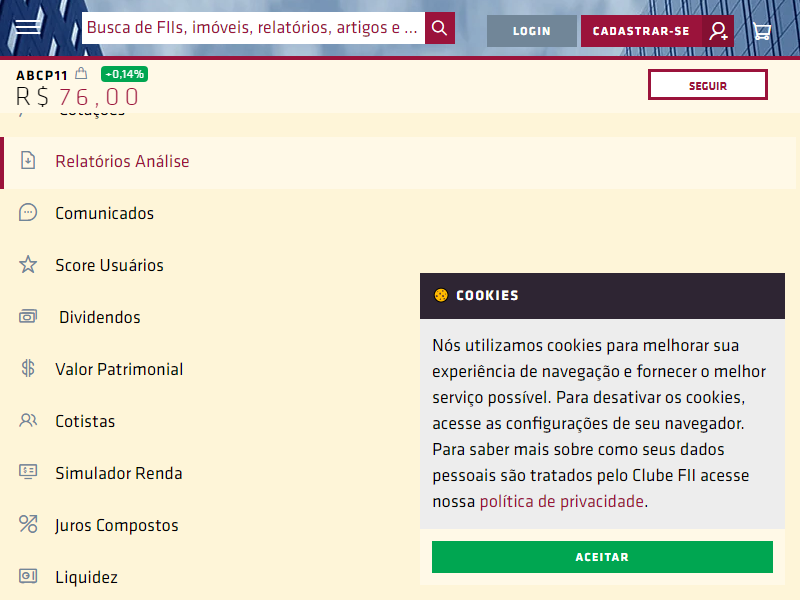 Busca de FIIs, imóveis, relatórios, artigos e ...
LOGIN
CADASTRAR-SE
ABCP11
+0,14%
R$ 76,00
SEGUIR
Cotações
Relatórios Análise
Comunicados
Score Usuários
Dividendos
Valor Patrimonial
Cotistas
Simulador Renda
Juros Compostos
Liquidez
COOKIES
Nós utilizamos cookies para melhorar sua
experiência de navegação e fornecer o melhor
serviço possível. Para desativar os cookies,
acesse as configurações de seu navegador.
Para saber mais sobre como seus dados
pessoais são tratados pelo Clube FII acesse
nossa política de privacidade.
ACEITAR